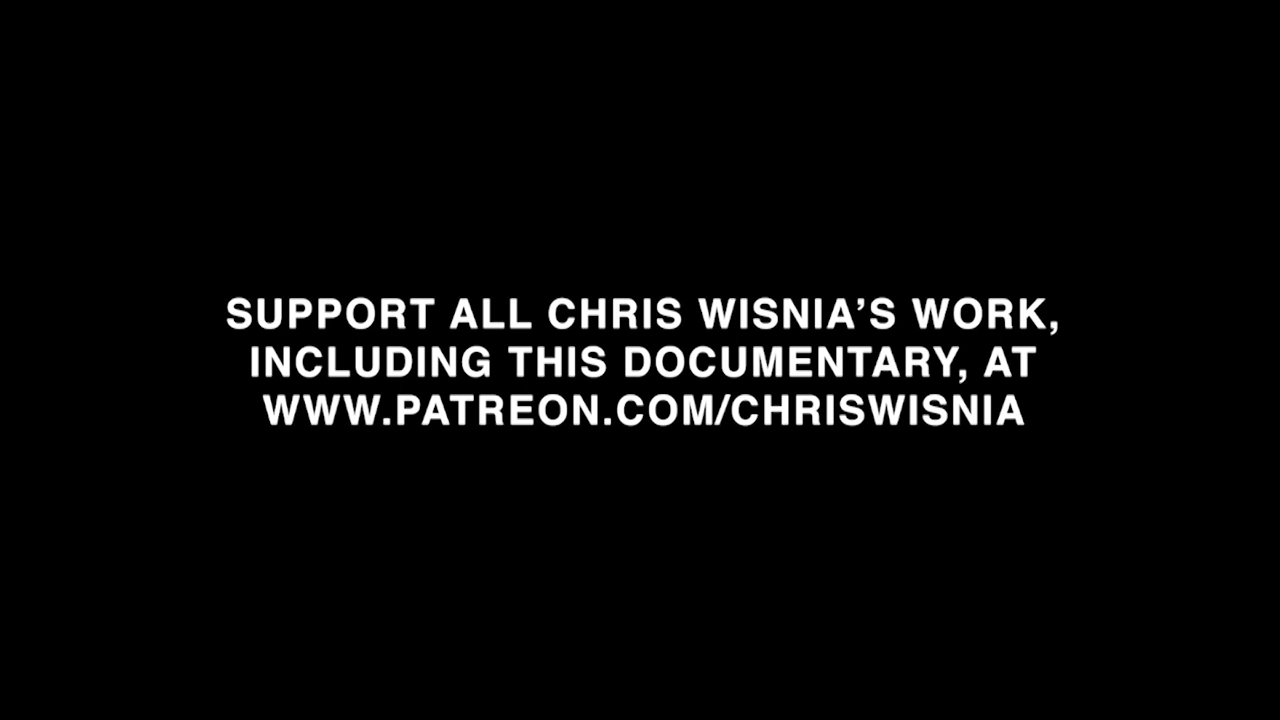 SUPPORT ALL CHRIS WISNIA’S WORK,
INCLUDING THIS DOCUMENTARY, AT
WWW.PATREON.COM/CHRISWISNIA